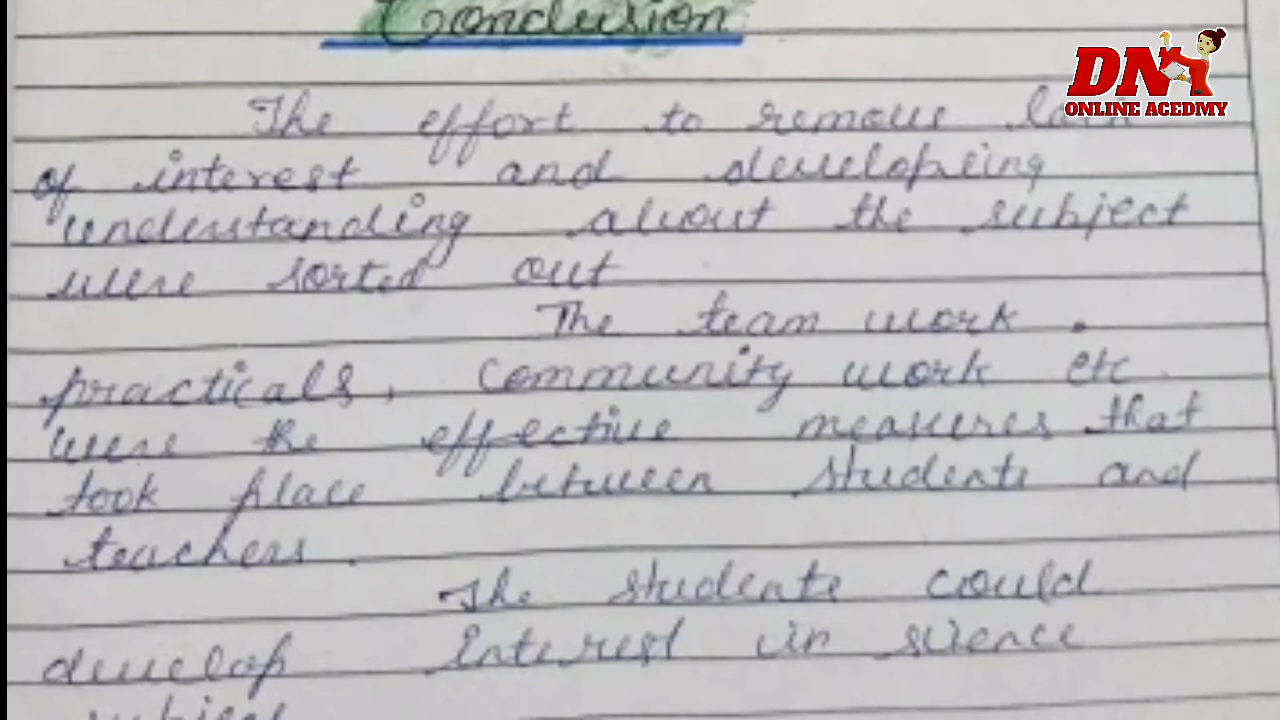 Conclusion
DN
ONLINE ACEDMY
The effort to remove lack
of interest and developing
understanding about the subject
were sorted out
The team work .
practicals, community work etc.
were the effective measures that
took place between students and
teachers.
The students could
develop interest in science
subject